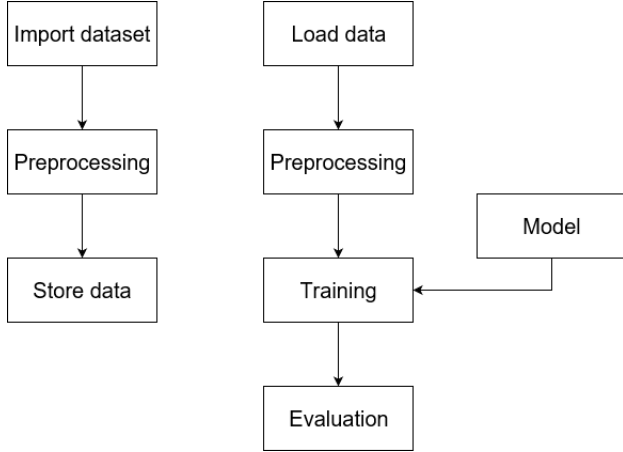 Import dataset
Load data
Preprocessing
Preprocessing
Model
Store data
Training
Evaluation